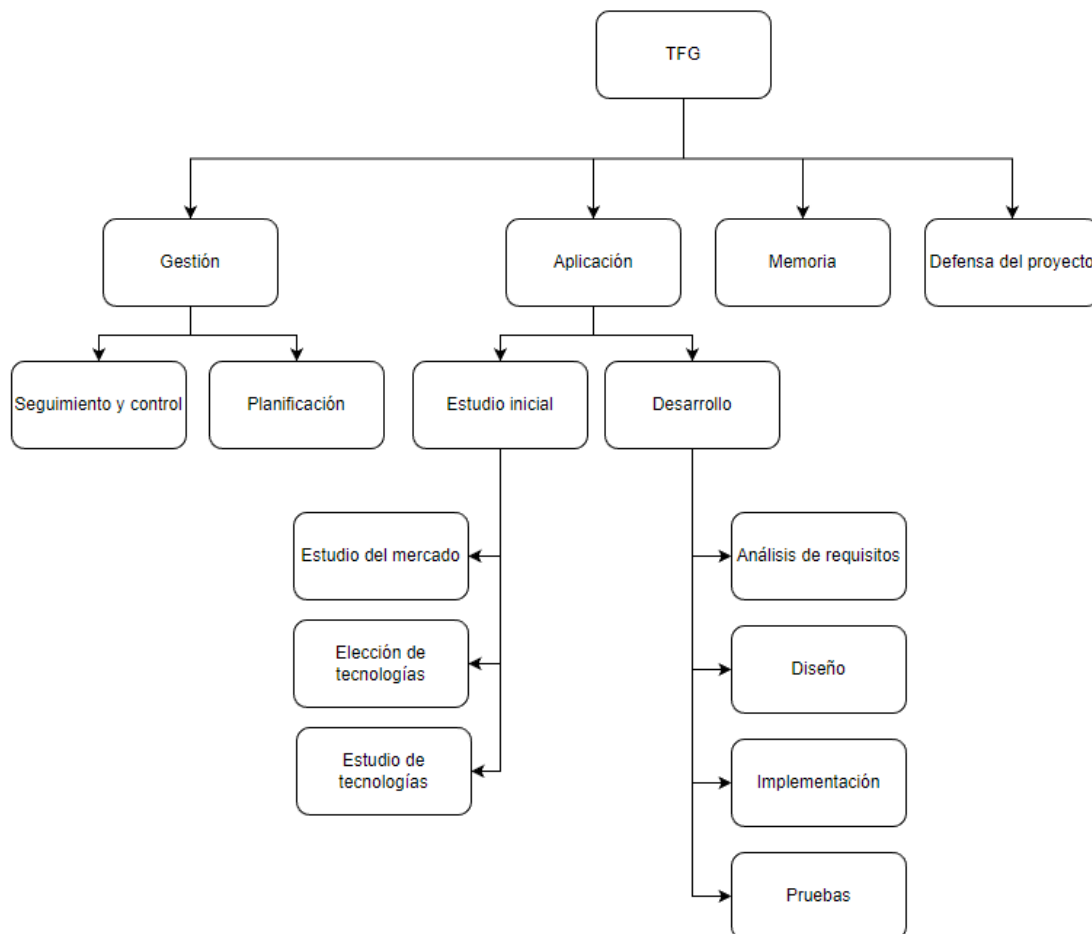 TFG
Gestión
Aplicación
Memoria
Defensa del proyecto
Seguimiento y control
Planificación
Estudio inicial
Desarrollo
Estudio del mercado
Elección de
tecnologías
Estudio de
tecnologías
Análisis de requisitos
Diseño
Implementación
Pruebas